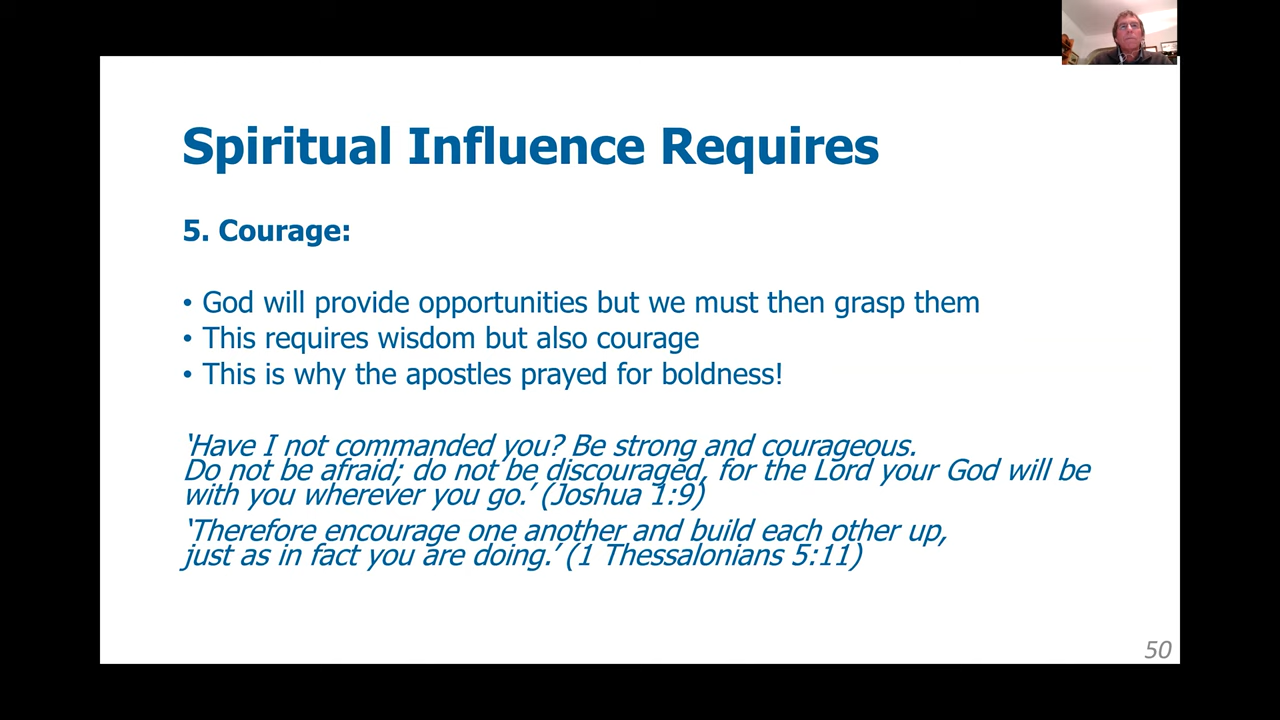 Spiritual Influence Requires
5. Courage:
• God will provide opportunities but we must then grasp them
• This requires wisdom but also courage
• This is why the apostles prayed for boldness!
‘Have I not commanded you? Be strong and courageous.
Do not be afraid; do not be discouraged, for the Lord your God will be
with you wherever you go.’ (Joshua 1:9)
‘Therefore encourage one another and build each other up,
just as in fact you are doing.’ (1 Thessalonians 5:11)
50